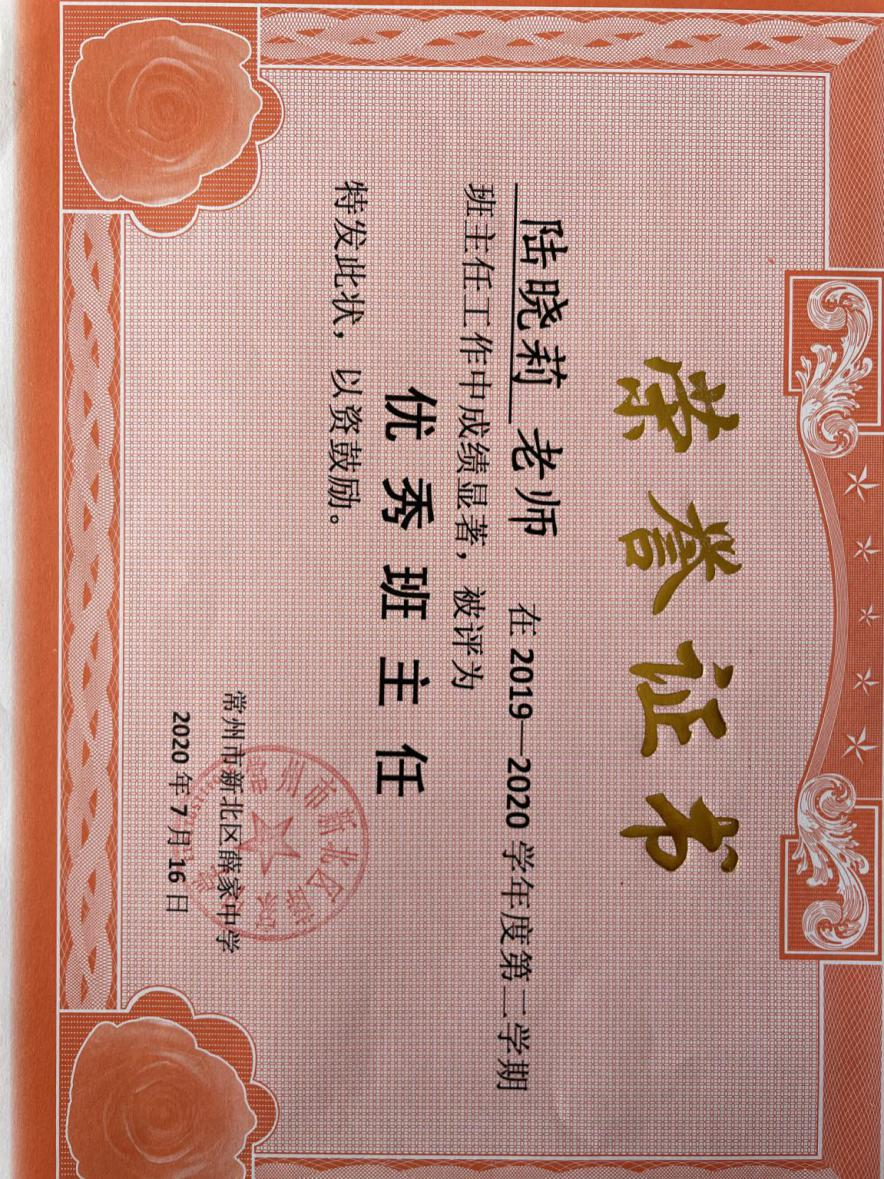 荣誉证书
陆晓莉 老师 在 2019—2020 学年度第二学期
班主任工作中成绩显著，被评为
优秀班主任
特发此状，以资鼓励。
常州市新北区薛家中学
2020 年 7 月 16 日